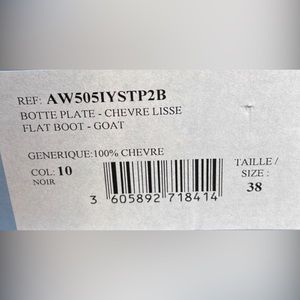 REF: AW505IYSTP2B
BOTTE PLATE - CHEVRE LISSE
FLAT BOOT - GOAT
GENERIQUE:100% CHEVRE
COL: 10
NOIR
TAILLE /
SIZE :
38
3 605892 718414